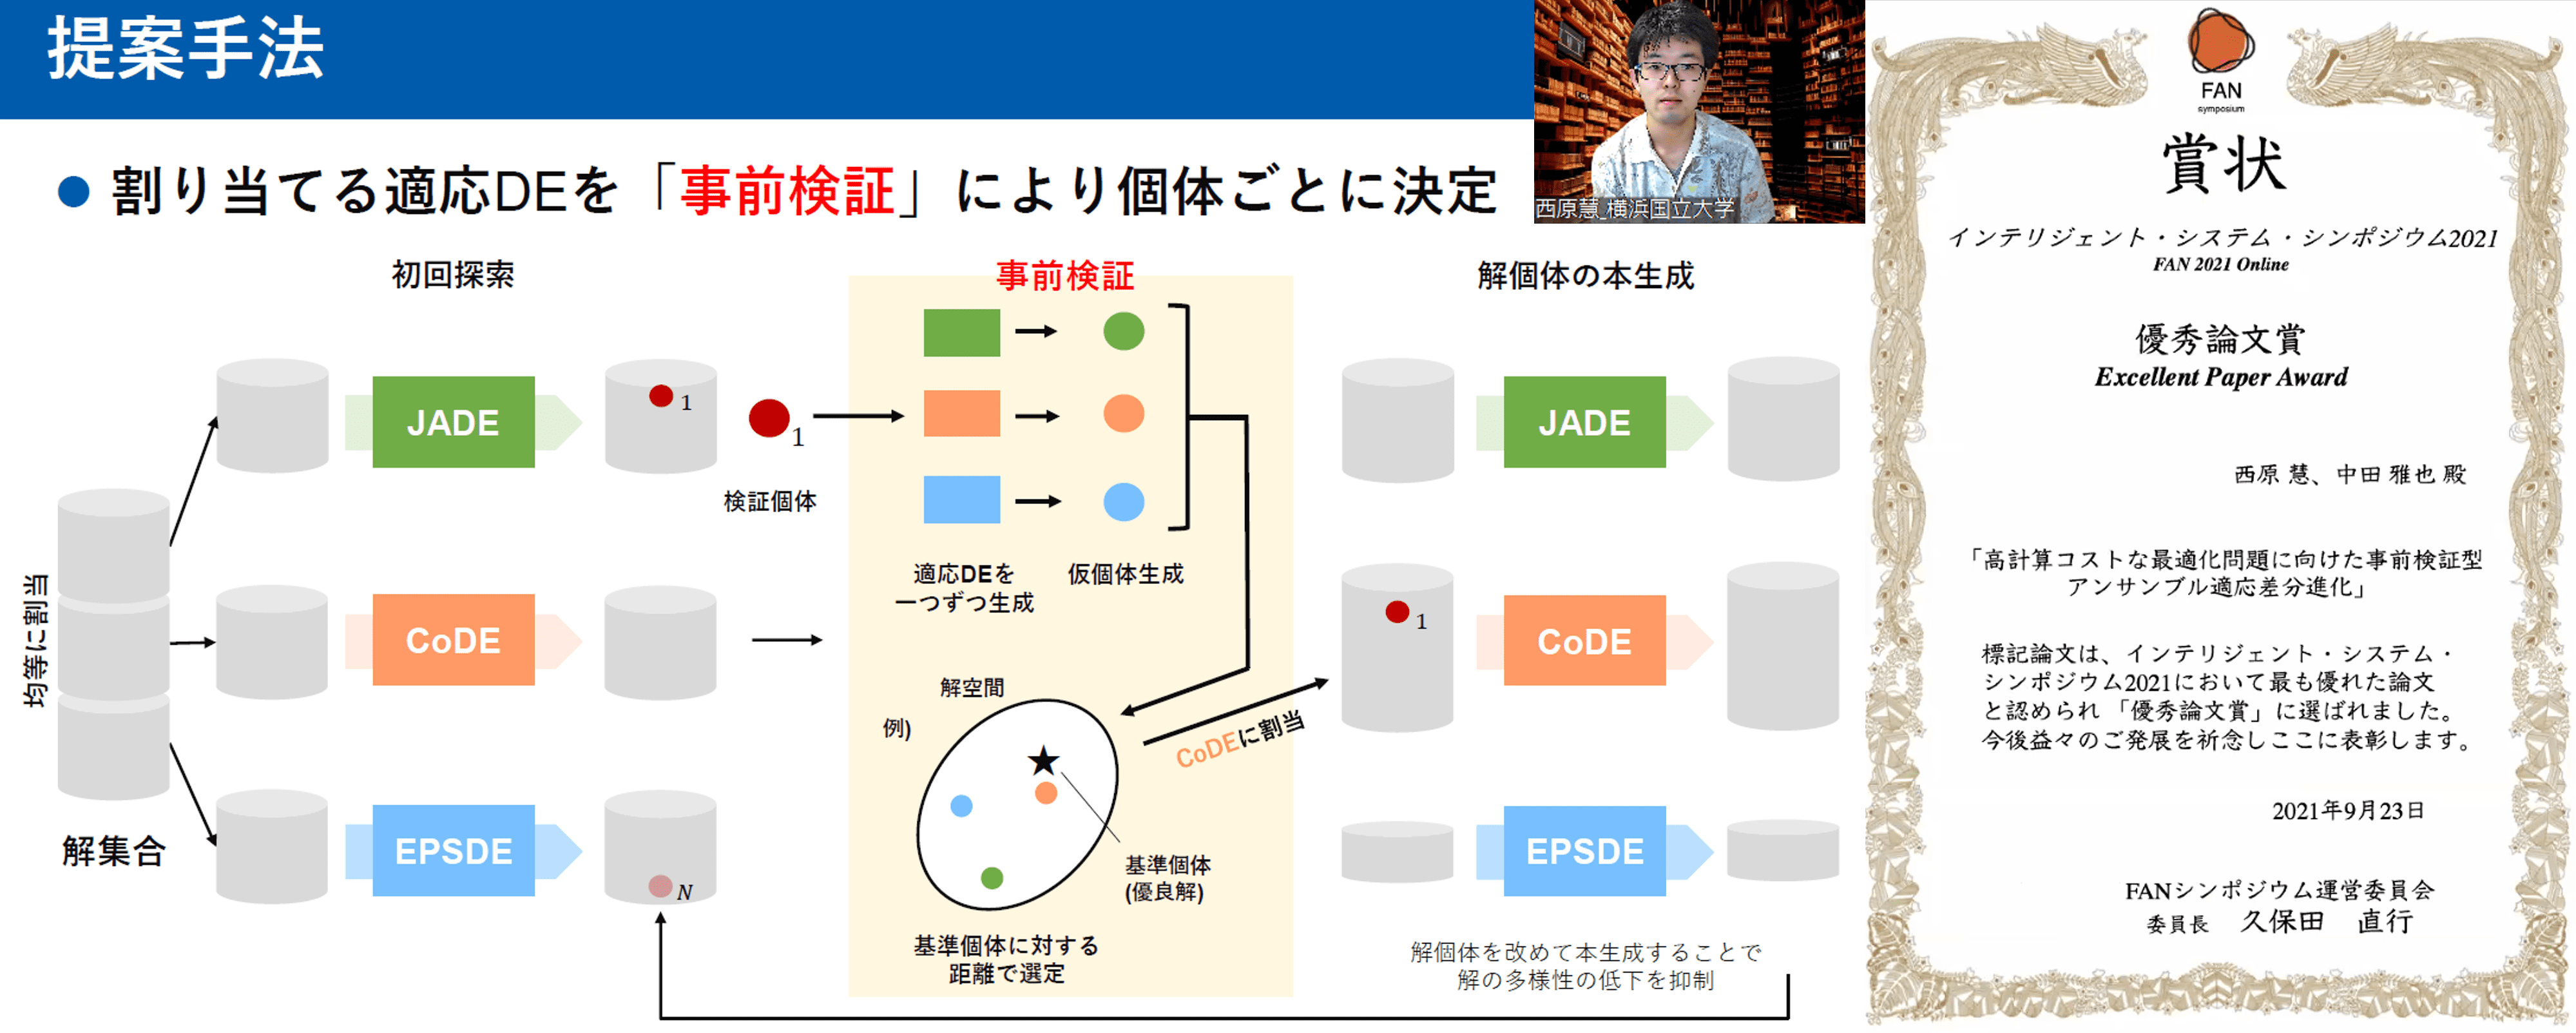 提案手法
● 割り当てる適応DEを「事前検証」により個体ごとに決定
西原慧_横浜国立大学
初回探索
事前検証
解個体の本生成
均等に割当
解集合
JADE
CoDE
EPSDE
1
N
1
検証個体
適応DEを
一つずつ生成
仮個体生成
解空間
例)
基準個体
(優良解)
基準個体に対する
距離で選定
CoDEに割当
JADE
1
CoDE
EPSDE
解個体を改めて本生成することで
解の多様性の低下を抑制
FAN
symposium
賞状
インテリジェント・システム・シンポジウム2021
FAN 2021 Online
優秀論文賞
Excellent Paper Award
西原 慧、中田 雅也 殿
「高計算コストな最適化問題に向けた事前検証型
アンサンブル適応差分進化」
標記論文は、インテリジェント・システム・
シンポジウム2021において最も優れた論文
と認められ「優秀論文賞」に選ばれました。
今後益々のご発展を祈念しここに表彰します。
2021年9月23日
FANシンポジウム運営委員会
委員長 久保田 直行